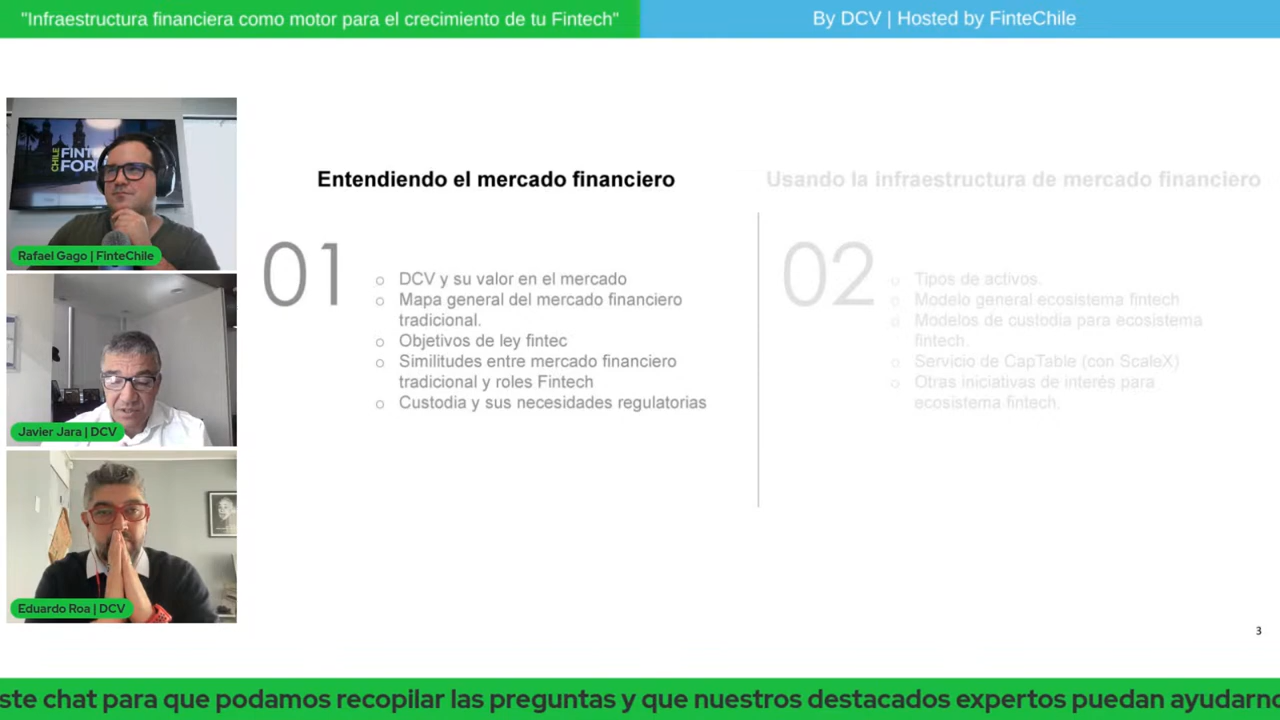 "Infraestructura financiera como motor para el crecimiento de tu Fintech"
By DCV | Hosted by FinteChile
CHILE
FINT
FOR
Rafael Gago | FinteChile
Javier Jara | DCV
Eduardo Roa | DCV
Entendiendo el mercado financiero
01
o DCV y su valor en el mercado
o Mapa general del mercado financiero
tradicional.
o Objetivos de ley fintec
o Similitudes entre mercado financiero
tradicional y roles Fintech
o Custodia y sus necesidades regulatorias
Usando la infraestructura de mercado financiero
02
o Tipos de activos.
o Modelo general ecosistema fintech
o Modelos de custodia para ecosistema
fintech.
o Servicio de CapTable (con ScaleX)
o Otras iniciativas de interés para
ecosistema fintech.
3
ste chat para que podamos recopilar las preguntas y que nuestros destacados expertos puedan ayudarno